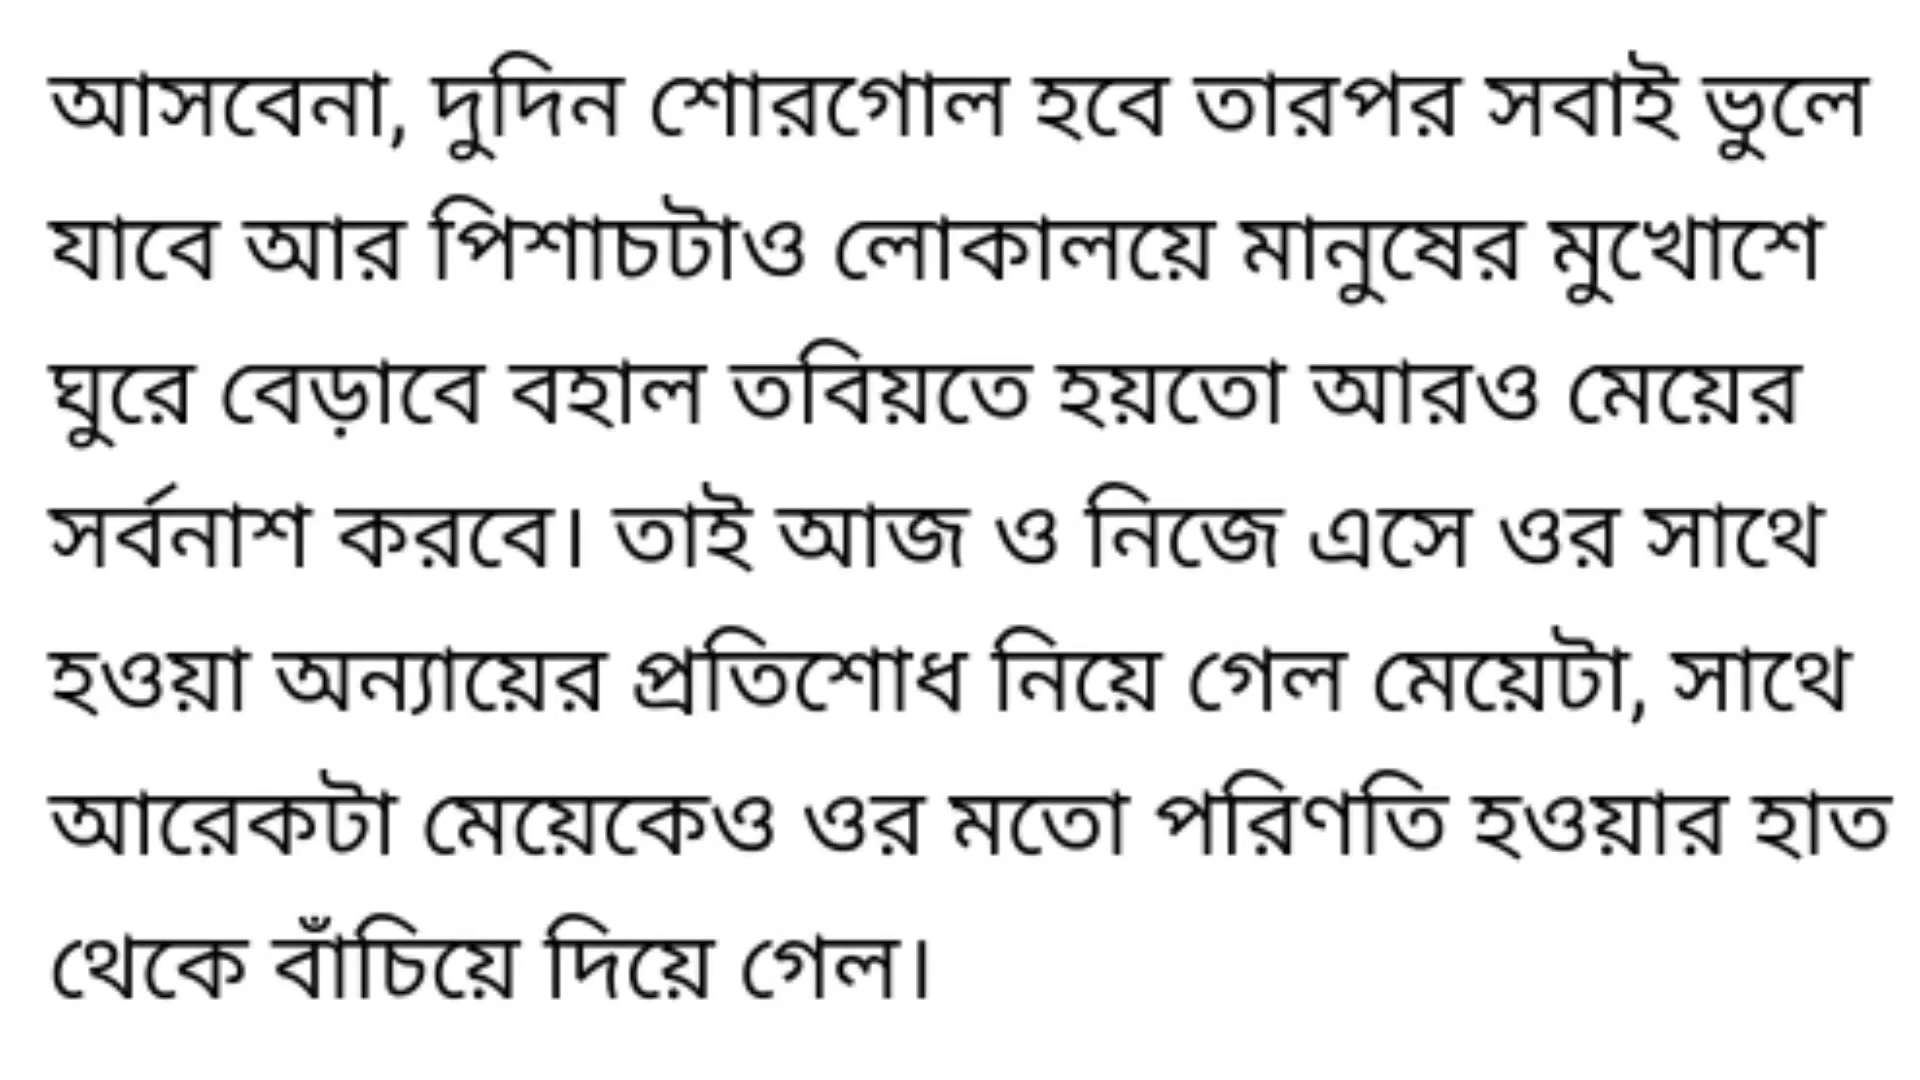 আসবেনা, দুদিন শোরগোল হবে তারপর সবাই ভুলে
যাবে আর পিশাচটাও লোকালয়ে মানুষের মুখোশে
ঘুরে বেড়াবে বহাল তবিয়তে হয়তো আরও মেয়ের
সর্বনাশ করবে। তাই আজ ও নিজে এসে ওর সাথে
হওয়া অন্যায়ের প্রতিশোধ নিয়ে গেল মেয়েটা, সাথে
আরেকটা মেয়েকেও ওর মতো পরিণতি হওয়ার হাত
থেকে বাঁচিয়ে দিয়ে গেল।